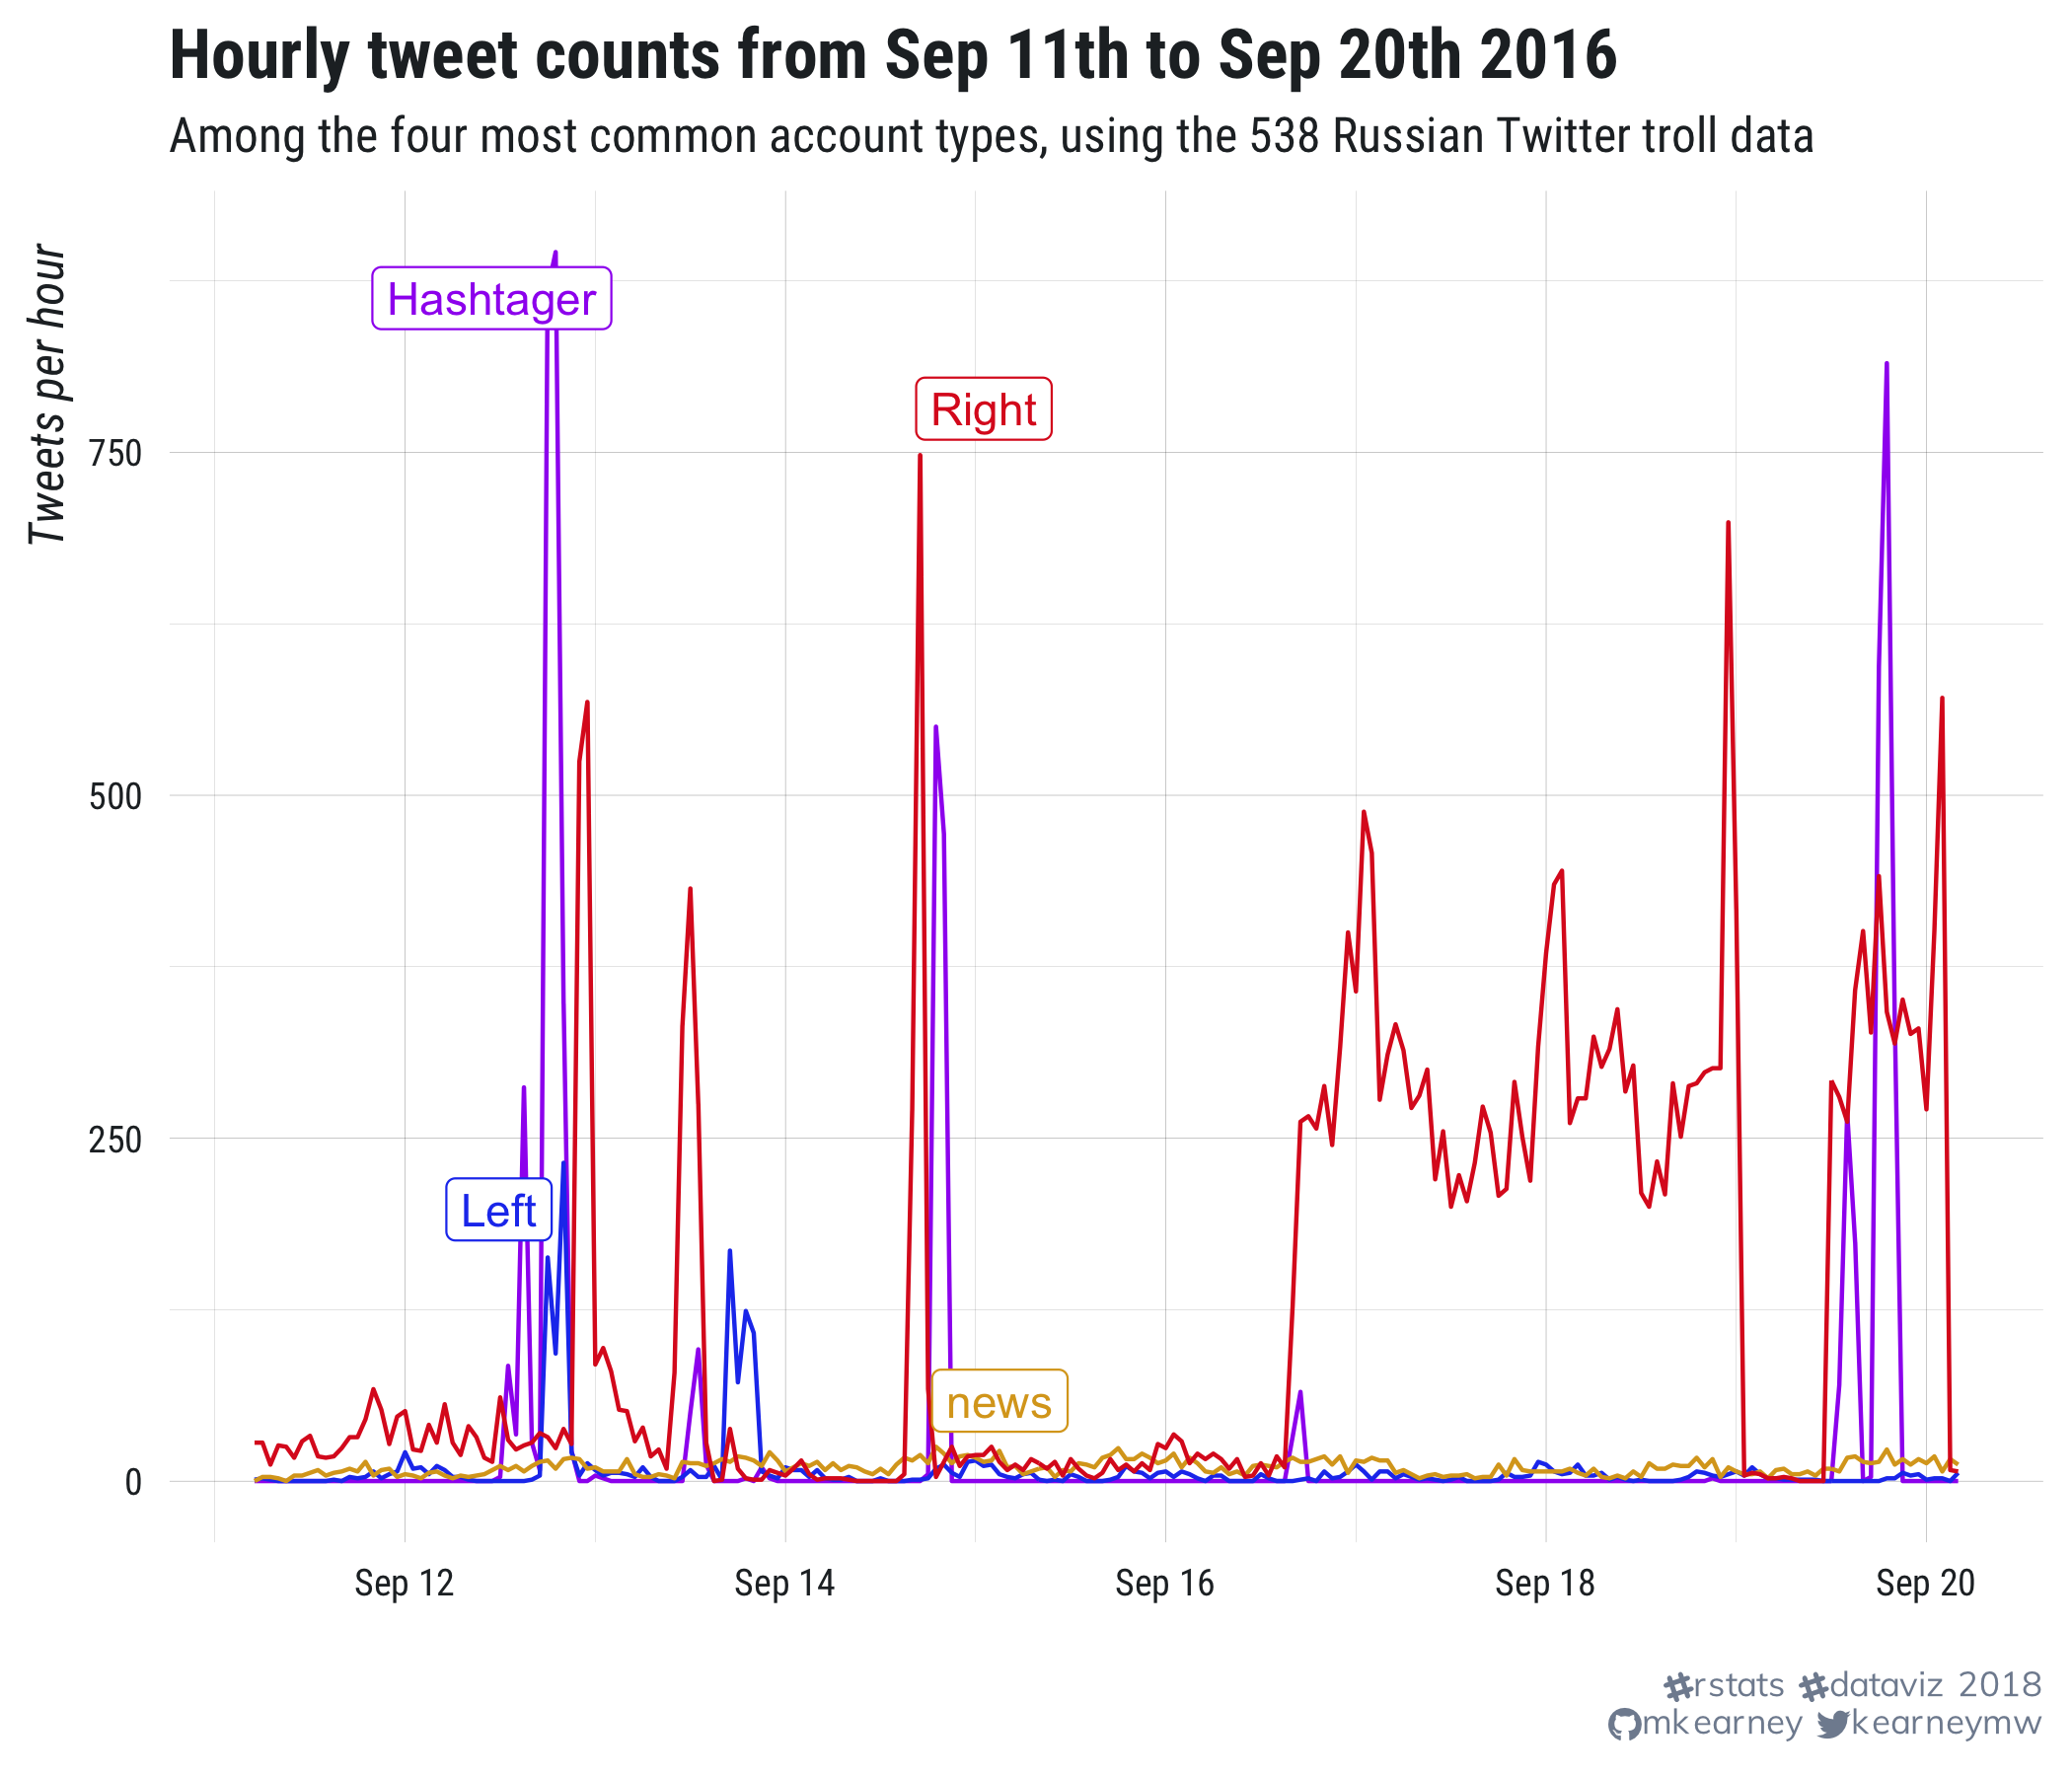 Hourly tweet counts from Sep 11th to Sep 20th 2016
Among the four most common account types, using the 538 Russian Twitter troll data
Tweets per hour
Hashtager
Right
750
500
250
Left
news
0
Sep 12 Sep 14 Sep 16 Sep 18 Sep 20
#rstats #dataviz 2018
mkearney kearneymw